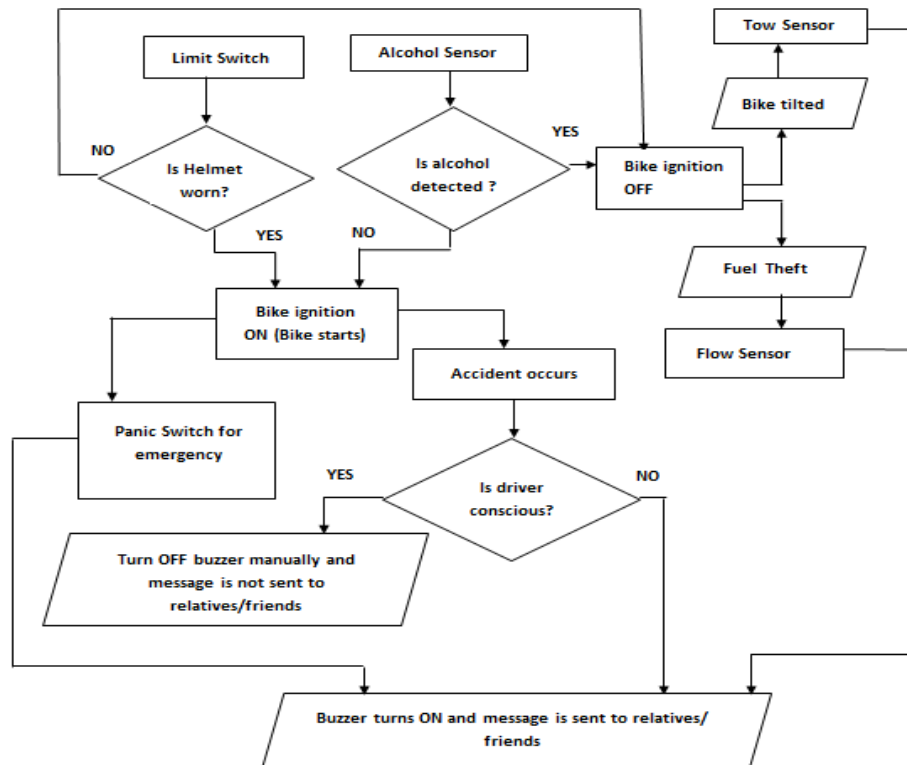 Tow Sensor
Limit Switch
Alcohol Sensor
Bike tilted
NO
YES
Is Helmet
worn?
Is alcohol
detected ?
Bike ignition
OFF
YES
NO
Fuel Theft
Bike ignition
ON (Bike starts)
Flow Sensor
Accident occurs
Panic Switch for
emergency
YES
NO
Is driver
conscious?
Turn OFF buzzer manually and
message is not sent to
relatives/friends
Buzzer turns ON and message is sent to relatives/
friends